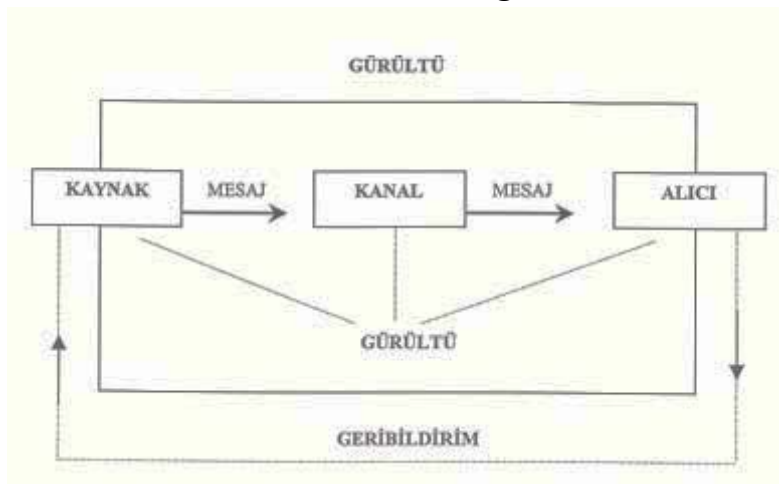 GÜRÜLTÜ
KAYNAK MESAJ KANAL MESAJ ALICI
GÜRÜLTÜ
GERİBİLDİRİM